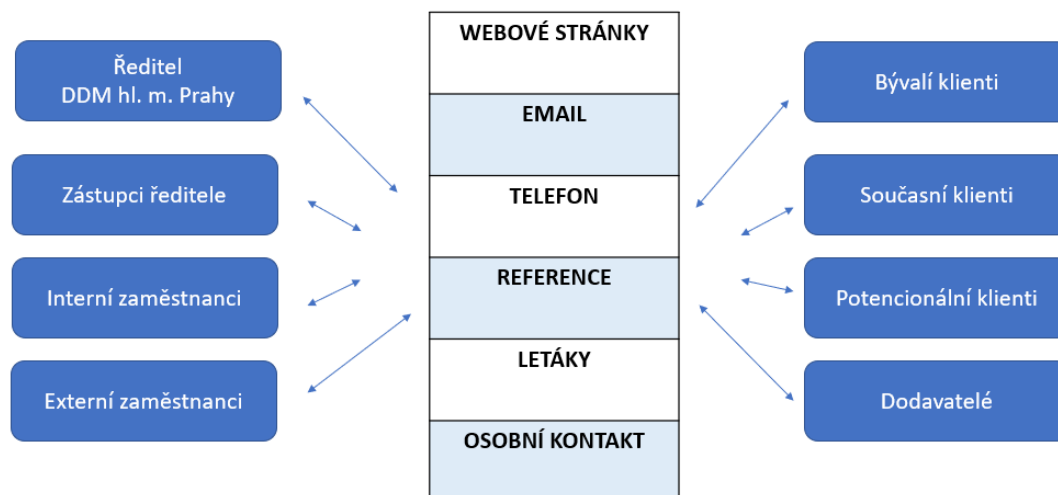 Ředitel
DDM hl. m. Prahy
Zástupci ředitele
Interní zaměstnanci
Externí zaměstnanci
WEBOVÉ STRÁNKY
EMAIL
TELEFON
REFERENCE
LETÁKY
OSOBNÍ KONTAKT
Bývalí klienti
Současní klienti
Potencionální klienti
Dodavatelé